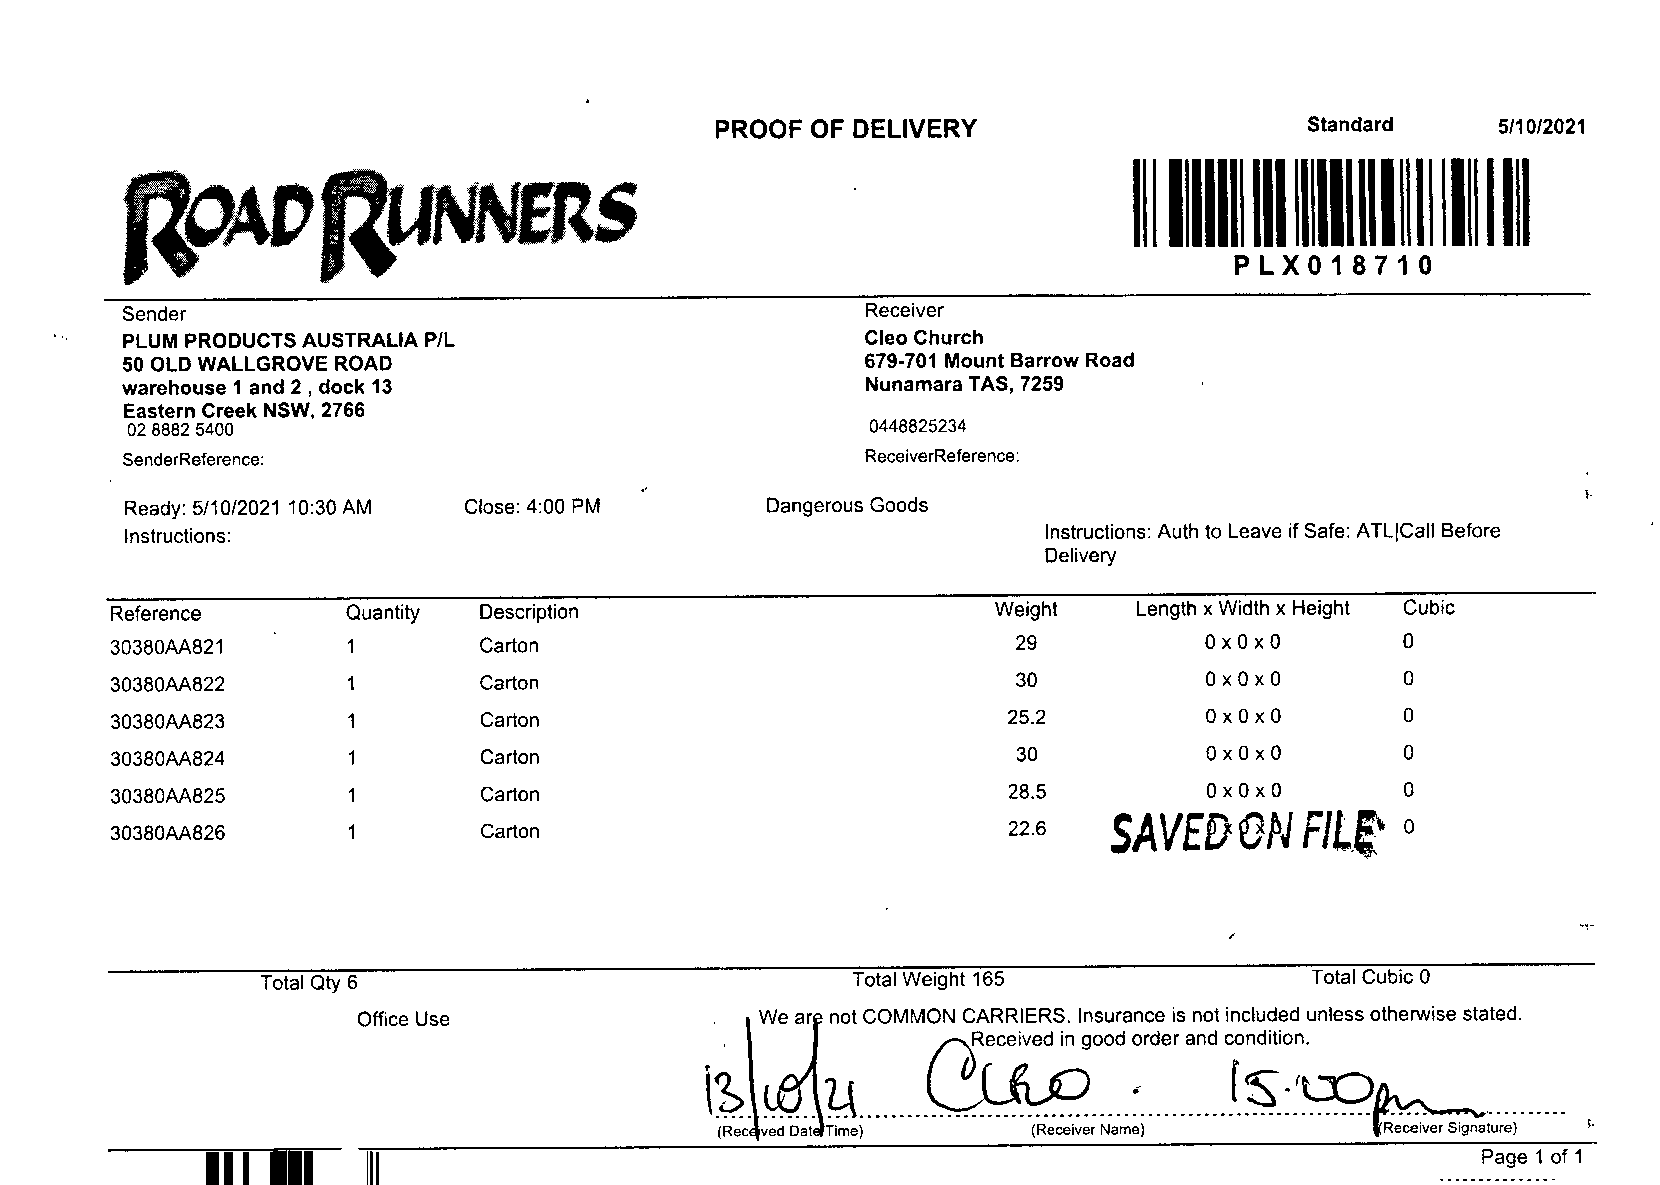 PROOF OF DELIVERY
Standard
5/10/2021
ROAD RUNNERS
PLX018710
Sender
PLUM PRODUCTS AUSTRALIA P/L
50 OLD WALLGROVE ROAD
warehouse 1 and 2 , dock 13
Eastern Creek NSW, 2766
02 8882 5400
SenderReference:
Receiver
Cleo Church
679-701 Mount Barrow Road
Nunamara TAS, 7259
0448825234
ReceiverReference:
Ready: 5/10/2021 10:30 AM Close: 4:00 PM Dangerous Goods
Instructions:
Instructions: Auth to Leave if Safe: ATL|Call Before
Delivery
Reference Quantity Description Weight Length x Width x Height Cubic
30380AA821 1 Carton 29 0 x 0 x 0 0
30380AA822 1 Carton 30 0 x 0 x 0 0
30380AA823 1 Carton 25.2 0 x 0 x 0 0
30380AA824 1 Carton 30 0 x 0 x 0 0
30380AA825 1 Carton 28.5 0 x 0 x 0 0
30380AA826 1 Carton 22.6 SAVED ON FILE 0
Total Qty 6 Total Weight 165 Total Cubic 0
Office Use
We are not COMMON CARRIERS. Insurance is not included unless otherwise stated.
Received in good order and condition.
13/10/21 Cleo. 15:00pm
(Received Date/Time) (Receiver Name) (Receiver Signature)
Page 1 of 1